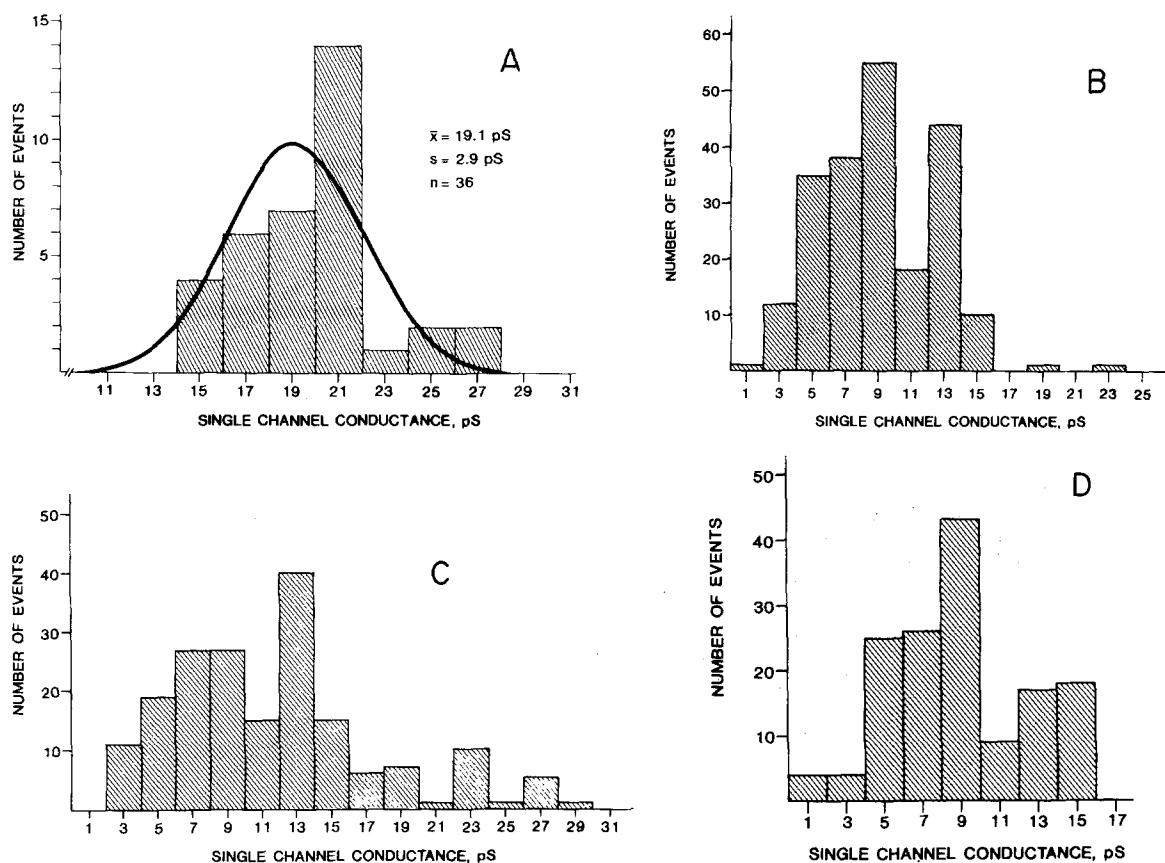 15
10
5
NUMBER OF EVENTS
A
x̄ = 19.1 pS
s = 2.9 pS
n = 36
11 13 15 17 19 21 23 25 27 29 31
SINGLE CHANNEL CONDUCTANCE, pS
60
50
40
30
20
10
NUMBER OF EVENTS
B
1 3 5 7 9 11 13 15 17 19 21 23 25
SINGLE CHANNEL CONDUCTANCE, pS
50
40
30
20
10
NUMBER OF EVENTS
C
1 3 5 7 9 11 13 15 17 19 21 23 25 27 29 31
SINGLE CHANNEL CONDUCTANCE, pS
50
40
30
20
10
NUMBER OF EVENTS
D
1 3 5 7 9 11 13 15 17
SINGLE CHANNEL CONDUCTANCE, pS